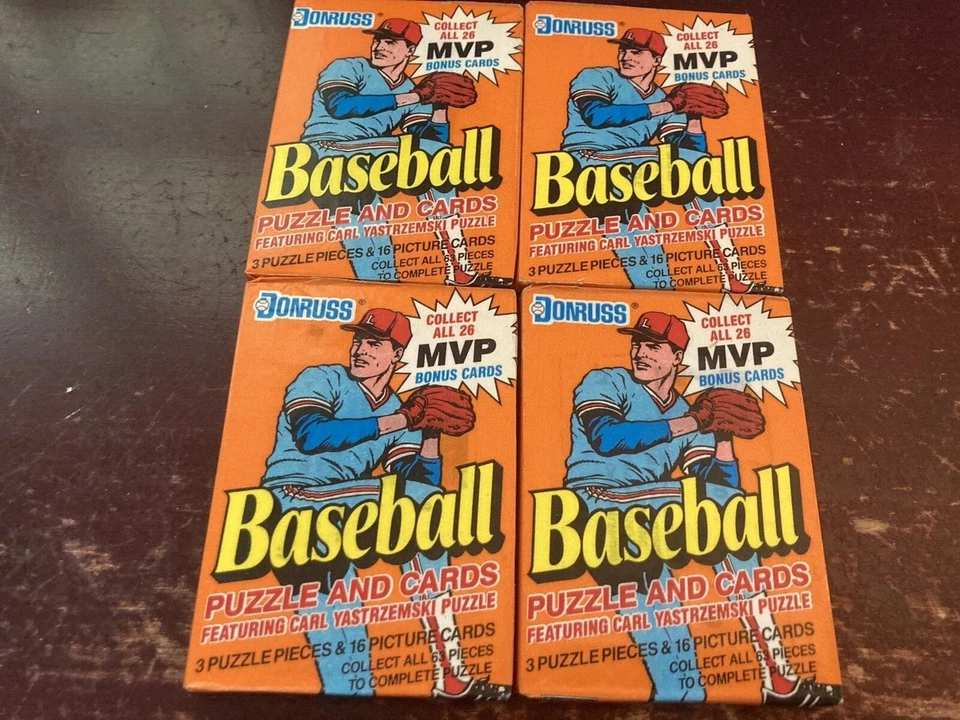 DONRUSS®
COLLECT
ALL 26
MVP
BONUS CARDS
L
Baseball
PUZZLE AND CARDS
FEATURING CARL YASTRZEMSKI PUZZLE
3 PUZZLE PIECES & 16 PICTURE CARDS
COLLECT ALL 63 PIECES
TO COMPLETE PUZZLE
DONRUSS
COLLECT
ALL 26
MVP
BONUS CARDS
L
Baseball
PUZZLE AND CARDS
FEATURING CARL YASTRZEMSKI PUZZLE
3 PUZZLE PIECES & 16 PICTURE CARDS
COLLECT ALL 63 PIECES
TO COMPLETE PUZZLE
DONRUSS®
COLLECT
ALL 26
MVP
BONUS CARDS
L
Baseball
PUZZLE AND CARDS
FEATURING CARL YASTRZEMSKI PUZZLE
3 PUZZLE PIECES & 16 PICTURE CARDS
COLLECT ALL 63 PIECES
TO COMPLETE PUZZLE
DONRUSS®
COLLECT
ALL 26
MVP
BONUS CARDS
L
Baseball
PUZZLE AND CARDS
FEATURING CARL YASTRZEMSKI PUZZLE
3 PUZZLE PIECES & 16 PICTURE CARDS
COLLECT ALL 63 PIECES
TO COMPLETE PUZZLE